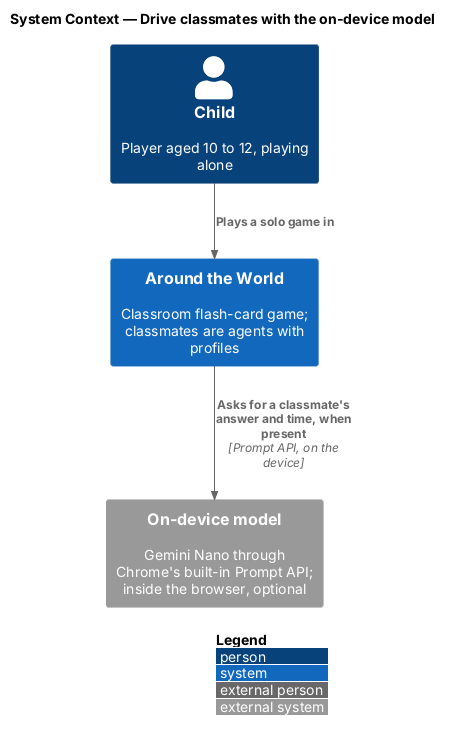 System Context — Drive classmates with the on-device model
Child
Player aged 10 to 12, playing
alone
Plays a solo game in
Around the World
Classroom flash-card game;
classmates are agents with
profiles
Asks for a classmate's
answer and time, when
present
[Prompt API, on the
device]
On-device model
Gemini Nano through
Chrome's built-in Prompt API;
inside the browser, optional
Legend
person
system
external person
external system